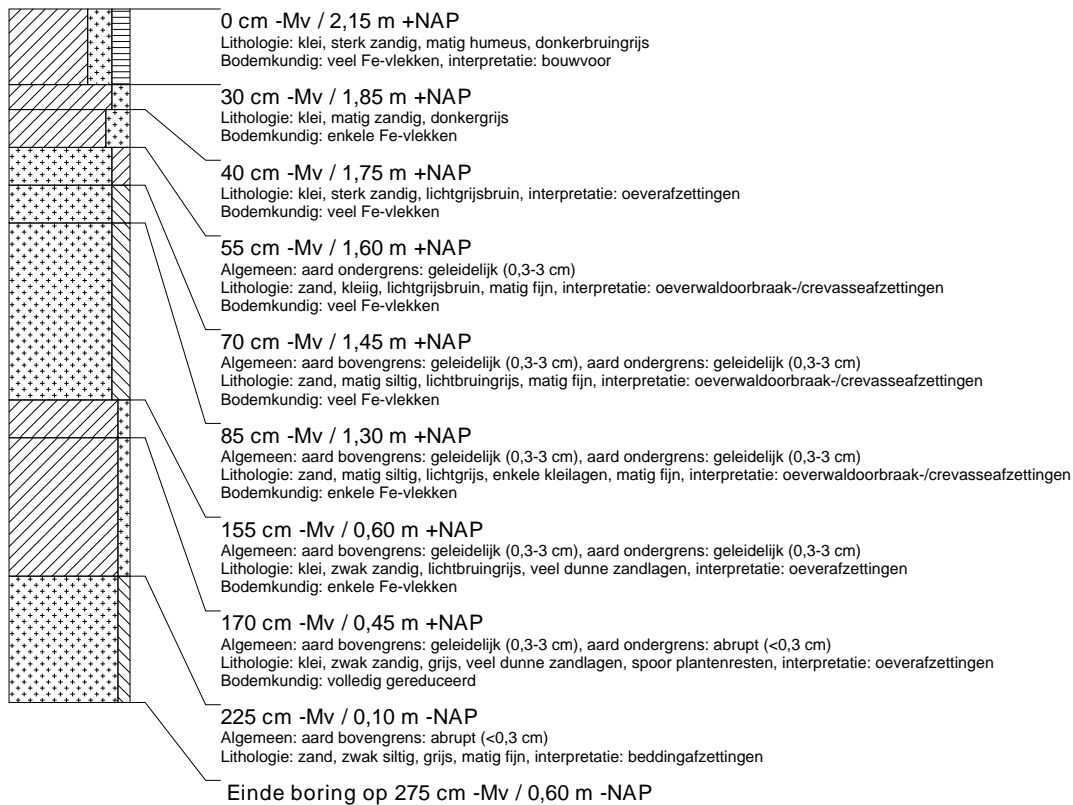 0 cm -Mv / 2,15 m +NAP
Lithologie: klei, sterk zandig, matig humeus, donkerbruingrijs
Bodemkundig: veel Fe-vlekken, interpretatie: bouwvoor
30 cm -Mv / 1,85 m +NAP
Lithologie: klei, matig zandig, donkergrijs
Bodemkundig: enkele Fe-vlekken
40 cm -Mv / 1,75 m +NAP
Lithologie: klei, sterk zandig, lichtgrijsbruin, interpretatie: oeverafzettingen
Bodemkundig: veel Fe-vlekken
55 cm -Mv / 1,60 m +NAP
Algemeen: aard ondergrens: geleidelijk (0,3-3 cm)
Lithologie: zand, kleiig, lichtgrijsbruin, matig fijn, interpretatie: oeverwaldoorbraak-/crevasseafzettingen
Bodemkundig: veel Fe-vlekken
70 cm -Mv / 1,45 m +NAP
Algemeen: aard bovengrens: geleidelijk (0,3-3 cm), aard ondergrens: geleidelijk (0,3-3 cm)
Lithologie: zand, matig siltig, lichtbruingrijs, matig fijn, interpretatie: oeverwaldoorbraak-/crevasseafzettingen
Bodemkundig: veel Fe-vlekken
85 cm -Mv / 1,30 m +NAP
Algemeen: aard bovengrens: geleidelijk (0,3-3 cm), aard ondergrens: geleidelijk (0,3-3 cm)
Lithologie: zand, matig siltig, lichtgrijs, enkele kleilagen, matig fijn, interpretatie: oeverwaldoorbraak-/crevasseafzettingen
Bodemkundig: enkele Fe-vlekken
155 cm -Mv / 0,60 m +NAP
Algemeen: aard bovengrens: geleidelijk (0,3-3 cm), aard ondergrens: geleidelijk (0,3-3 cm)
Lithologie: klei, zwak zandig, lichtbruingrijs, veel dunne zandlagen, interpretatie: oeverafzettingen
Bodemkundig: enkele Fe-vlekken
170 cm -Mv / 0,45 m +NAP
Algemeen: aard bovengrens: geleidelijk (0,3-3 cm), aard ondergrens: abrupt (<0,3 cm)
Lithologie: klei, zwak zandig, grijs, veel dunne zandlagen, spoor plantenresten, interpretatie: oeverafzettingen
Bodemkundig: volledig gereduceerd
225 cm -Mv / 0,10 m -NAP
Algemeen: aard bovengrens: abrupt (<0,3 cm)
Lithologie: zand, zwak siltig, grijs, matig fijn, interpretatie: beddingafzettingen
Einde boring op 275 cm -Mv / 0,60 m -NAP